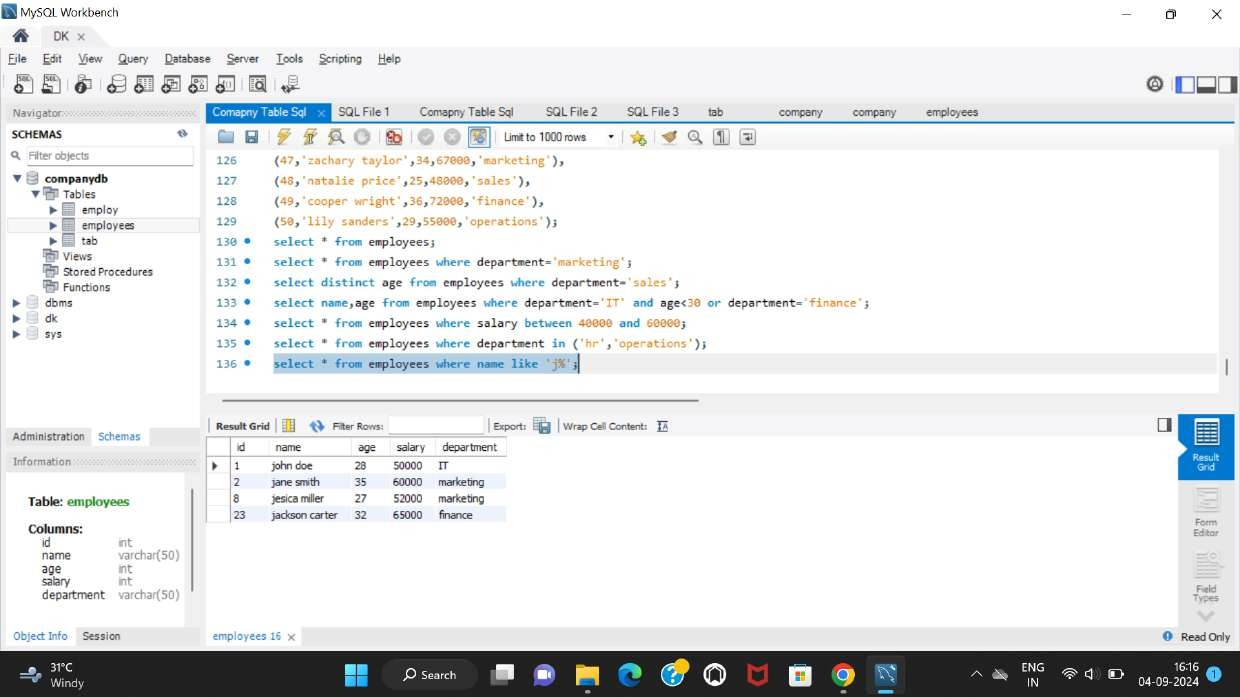 MySQL Workbench
DK
File Edit View Query Database Server Tools Scripting Help
Navigator
SCHEMAS
Filter objects
companydb
Tables
employ
employees
tab
Views
Stored Procedures
Functions
dbms
dk
sys
Administration Schemas
Information
Table: employees
Columns:
id int
name varchar(50)
age int
salary int
department varchar(50)
Object Info Session
Comapny Table Sql SQL File 1 Comapny Table Sql SQL File 2 SQL File 3 tab company company employees
Limit to 1000 rows
126 (47,'zachary taylor',34,67000,'marketing'),
127 (48,'natalie price',25,48000,'sales'),
128 (49,'cooper wright',36,72000,'finance'),
129 (50,'lily sanders',29,55000,'operations');
130 select * from employees;
131 select * from employees where department='marketing';
132 select distinct age from employees where department='sales';
133 select name,age from employees where department='IT' and age<30 or department='finance';
134 select * from employees where salary between 40000 and 60000;
135 select * from employees where department in ('hr','operations');
136 select * from employees where name like 'j%';
Result Grid Filter Rows: Export: Wrap Cell Content:
id name age salary department
1 john doe 28 50000 IT
2 jane smith 35 60000 marketing
8 jesica miller 27 52000 marketing
23 jackson carter 32 65000 finance
Result
Grid
Form
Editor
Field
Types
employees 16
Read Only
31°C
Windy
Search
ENG
IN
16:16
04-09-2024
1